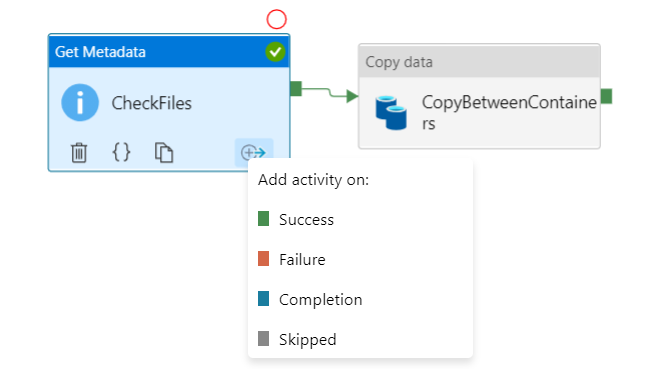 Get Metadata
CheckFiles
{}
Copy data
CopyBetweenContaine
rs
Add activity on:
Success
Failure
Completion
Skipped